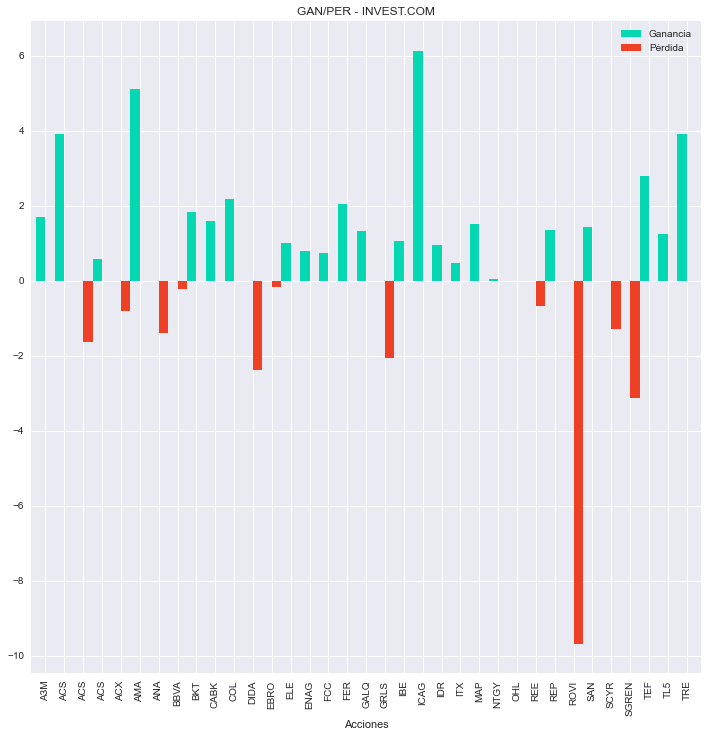 GAN/PER - INVEST.COM
Ganancia
Pérdida
6
4
2
0
−2
−4
−6
−8
−10
A3M
ACS
ACS
ACS
ACX
AMA
ANA
BBVA
BKT
CABK
COL
DIDA
EBRO
ELE
ENAG
FCC
FER
GALQ
GRLS
IBE
ICAG
IDR
ITX
MAP
NTGY
OHL
REE
REP
ROVI
SAN
SCYR
SGREN
TEF
TL5
TRE
Acciones